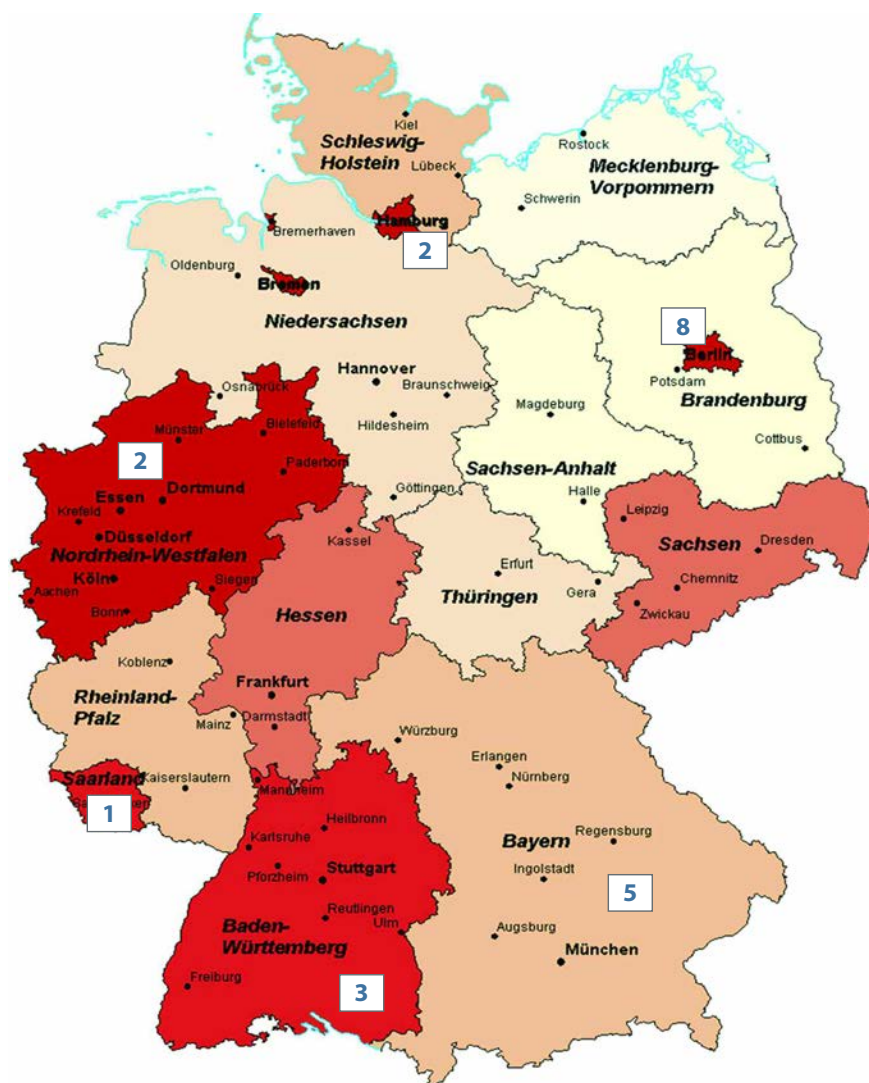 Kiel
Schleswig-
Holstein
Lübeck
Rostock
Mecklenburg-
Vorpommern
Schwerin
Hamburg
2
Bremerhaven
Oldenburg
Bremen
Niedersachsen
8
Berlin
Potsdam
Brandenburg
Cottbus
Hannover
Braunschweig
Osnabrück
Hildesheim
Magdeburg
Sachsen-Anhalt
Halle
Göttingen
Münster
Bielefeld
2
Paderborn
Dortmund
Essen
Krefeld
Düsseldorf
Nordrhein-Westfalen
Köln
Aachen
Siegen
Bonn
Kassel
Hessen
Erfurt
Thüringen
Gera
Leipzig
Sachsen
Dresden
Chemnitz
Zwickau
Koblenz
Rheinland-
Pfalz
Frankfurt
Mainz
Darmstadt
Würzburg
Saarland
Kaiserslautern
1
Mannheim
Erlangen
Nürnberg
Heilbronn
Karlsruhe
Pforzheim
Stuttgart
Bayern
Regensburg
Ingolstadt
5
Reutlingen
Ulm
Baden-
Württemberg
Augsburg
München
Freiburg
3